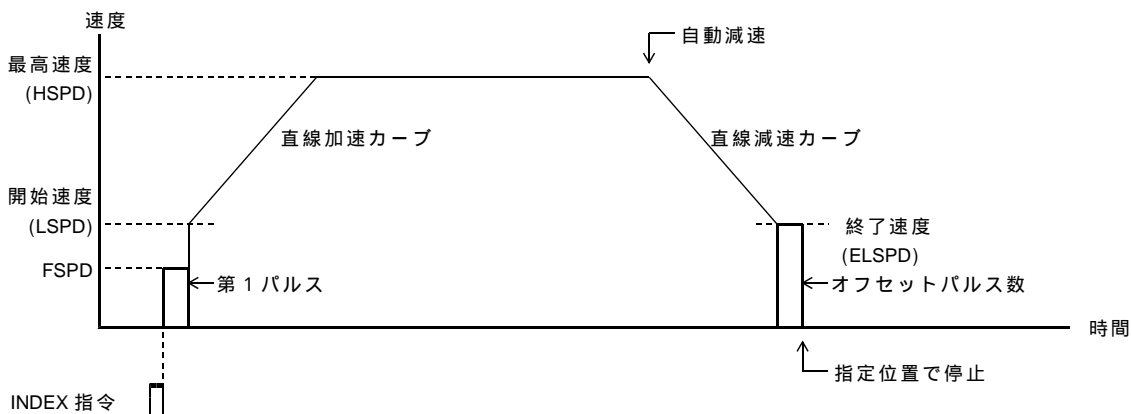 速度
自動減速
最高速度
(HSPD)
直線加速カーブ
直線減速カーブ
開始速度
(LSPD)
終了速度
(ELSPD)
FSPD
第1パルス
オフセットパルス数
時間
指定位置で停止
INDEX 指令